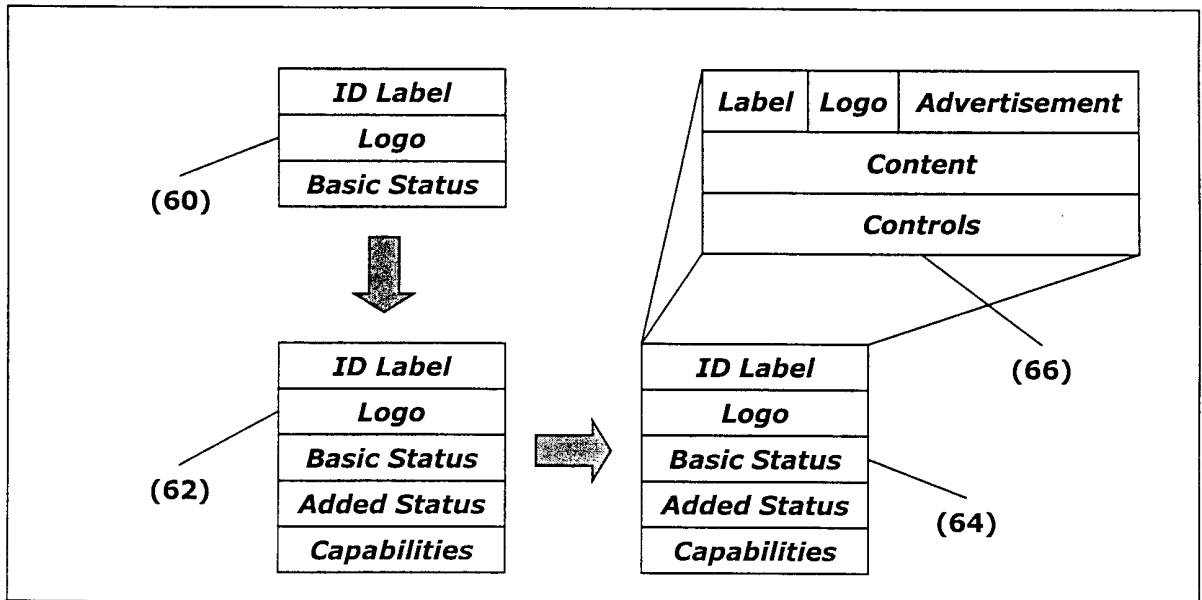 ID Label
Logo
Basic Status
(60)
Label Logo Advertisement
Content
Controls
(66)
ID Label
Logo
Basic Status
Added Status
Capabilities
(62)
ID Label
Logo
Basic Status
Added Status
Capabilities
(64)